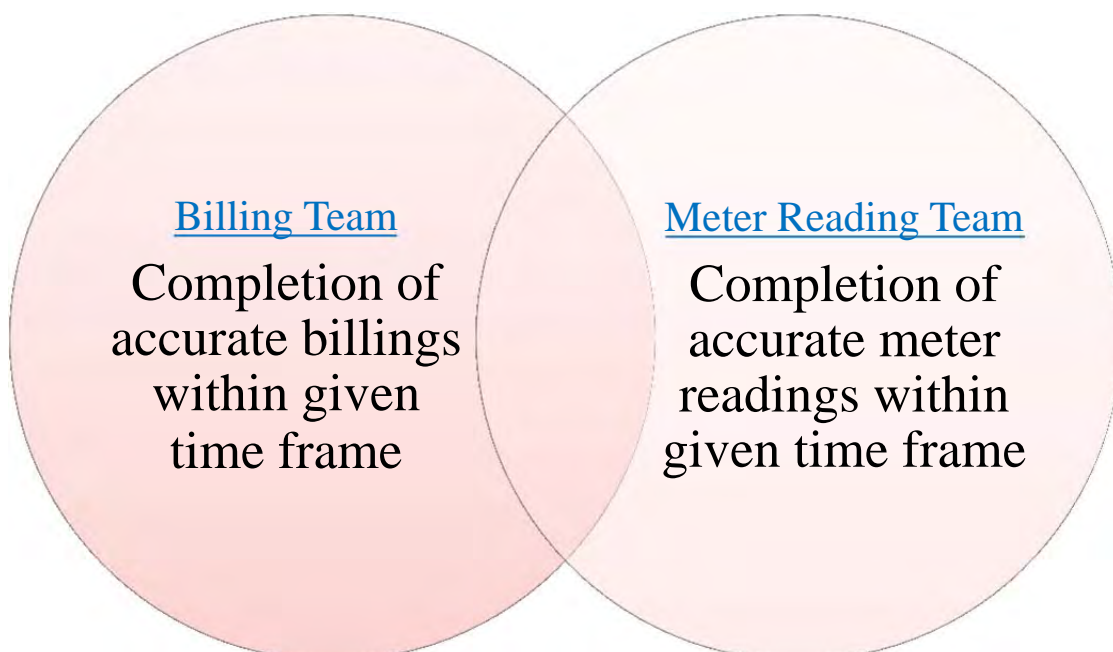 Billing Team
Completion of
accurate billings
within given
time frame
Meter Reading Team
Completion of
accurate meter
readings within
given time frame